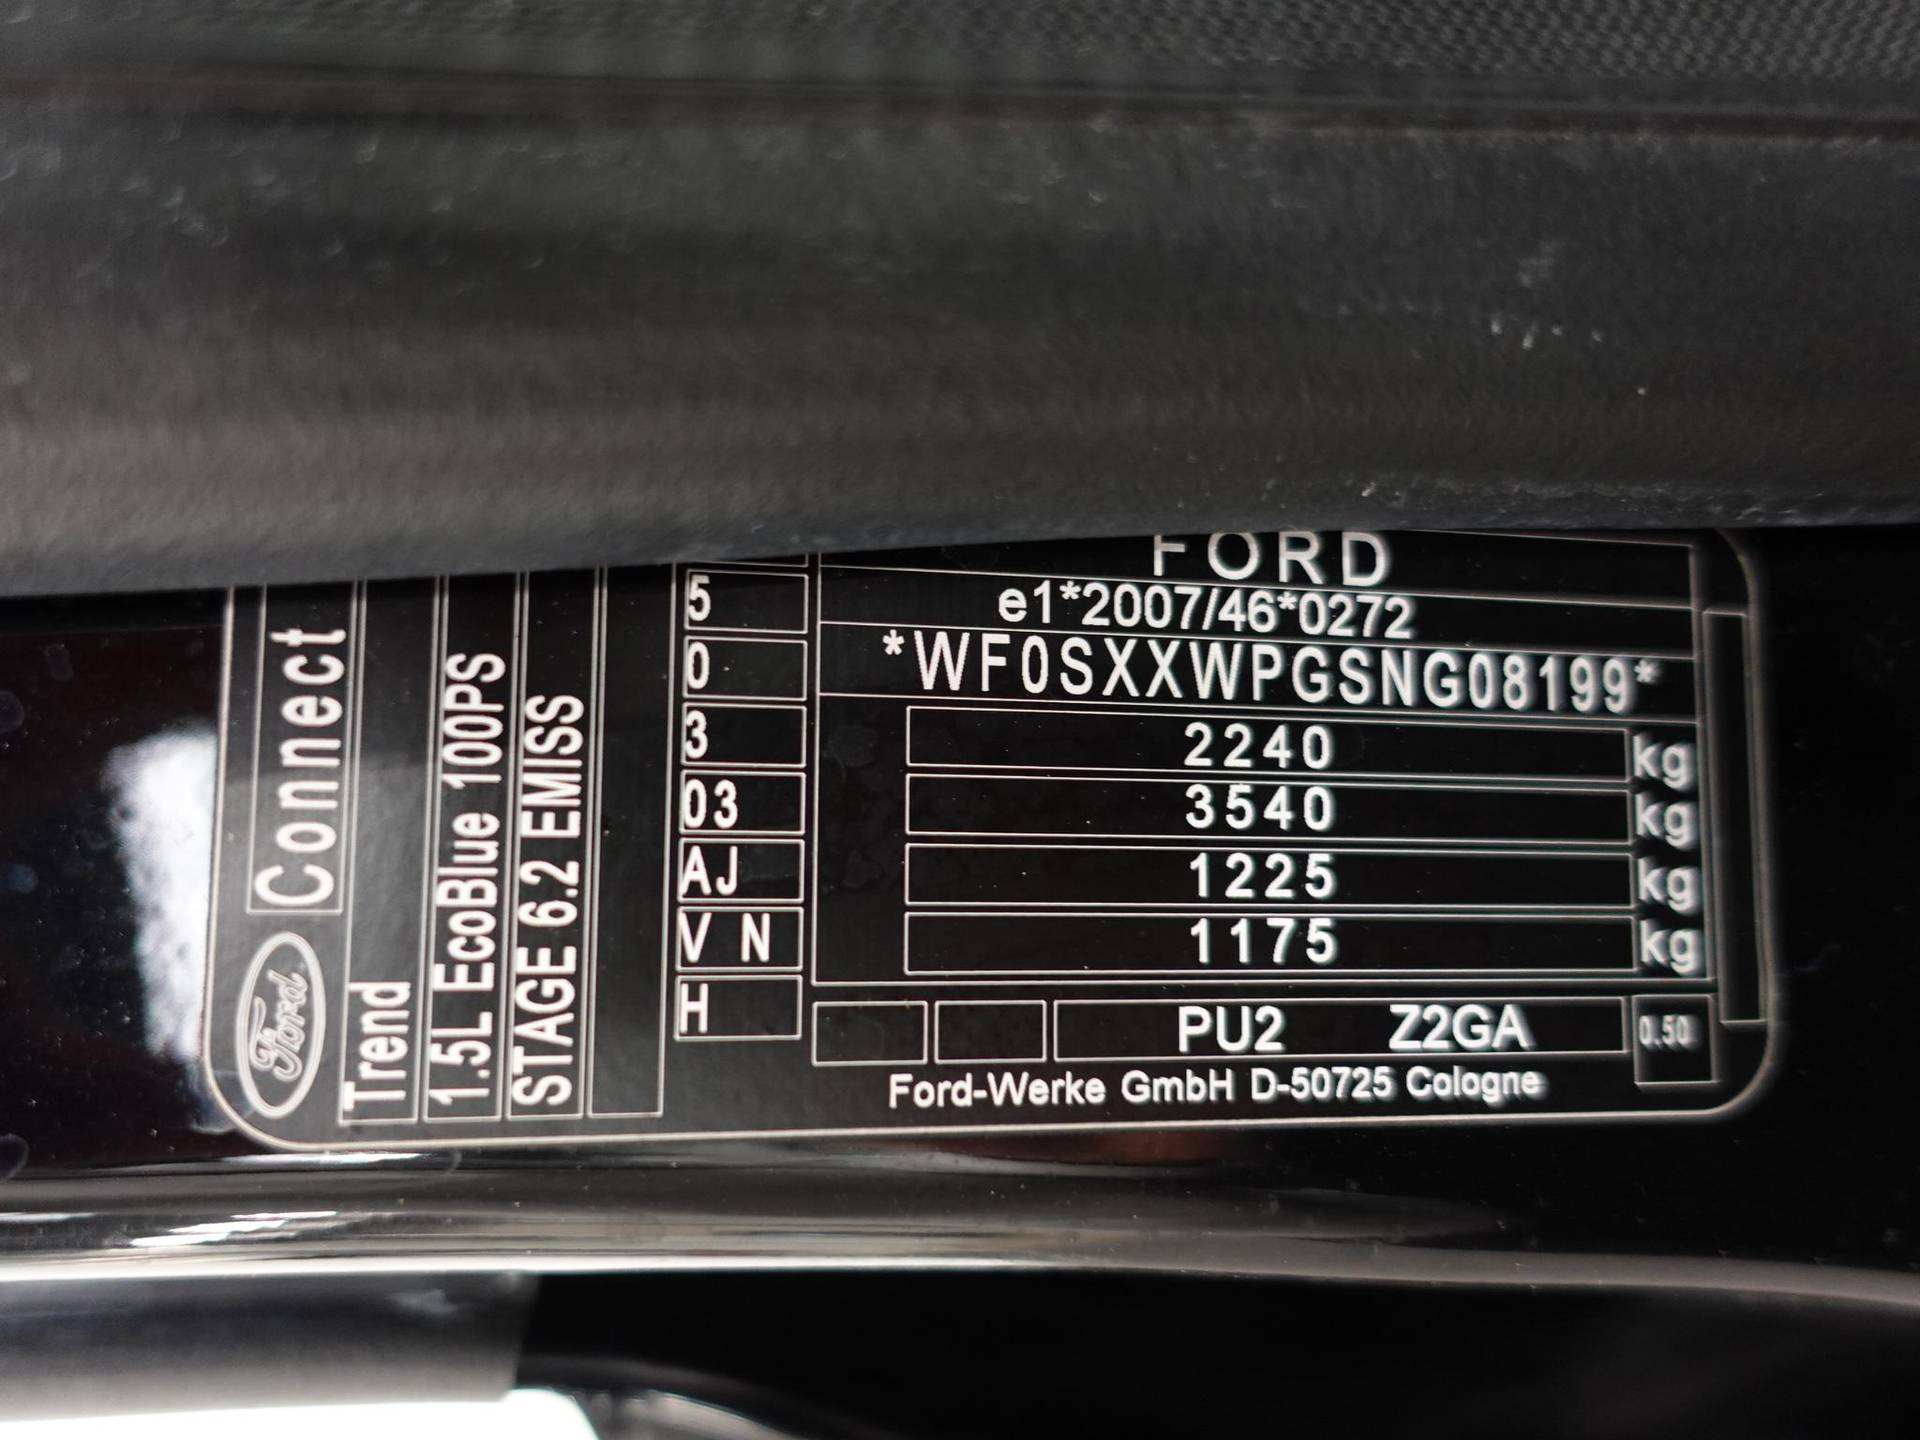 Ford
Connect
Trend
1.5L EcoBlue 100PS
STAGE 6.2 EMISS
5
0
3
03
AJ
V N
H
FORD
e1*2007/46*0272
*WF0SXXWPGSNG08199*
2240 kg
3540 kg
1225 kg
1175 kg
PU2 Z2GA 0.50
Ford-Werke GmbH D-50725 Cologne